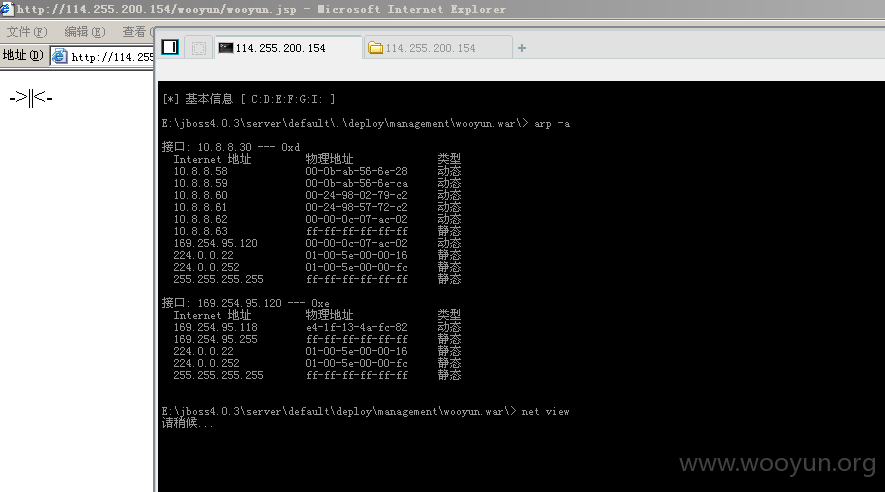 http://114.255.200.154/wooyun/wooyun.jsp - Microsoft Internet Explorer
文件(F) 编辑(E) 查看(
地址(D) http://114.255
->||<-
114.255.200.154 114.255.200.154 +
[*] 基本信息 [ C:D:E:F:G:I: ]
E:\jboss4.0.3\server\default\.\deploy\management\wooyun.war\> arp -a
接口: 10.8.8.30 --- 0xd
Internet 地址 物理地址 类型
10.8.8.58 00-0b-ab-56-6e-28 动态
10.8.8.59 00-0b-ab-56-6e-ca 动态
10.8.8.60 00-24-98-02-79-c2 动态
10.8.8.61 00-24-98-57-72-c2 动态
10.8.8.62 00-00-0c-07-ac-02 动态
10.8.8.63 ff-ff-ff-ff-ff-ff 静态
169.254.95.120 00-00-0c-07-ac-02 动态
224.0.0.22 01-00-5e-00-00-16 静态
224.0.0.252 01-00-5e-00-00-fc 静态
255.255.255.255 ff-ff-ff-ff-ff-ff 静态
接口: 169.254.95.120 --- 0xe
Internet 地址 物理地址 类型
169.254.95.118 e4-1f-13-4a-fc-82 动态
169.254.95.255 ff-ff-ff-ff-ff-ff 静态
224.0.0.22 01-00-5e-00-00-16 静态
224.0.0.252 01-00-5e-00-00-fc 静态
255.255.255.255 ff-ff-ff-ff-ff-ff 静态
E:\jboss4.0.3\server\default\deploy\management\wooyun.war\> net view
请稍候...
www.wooyun.org